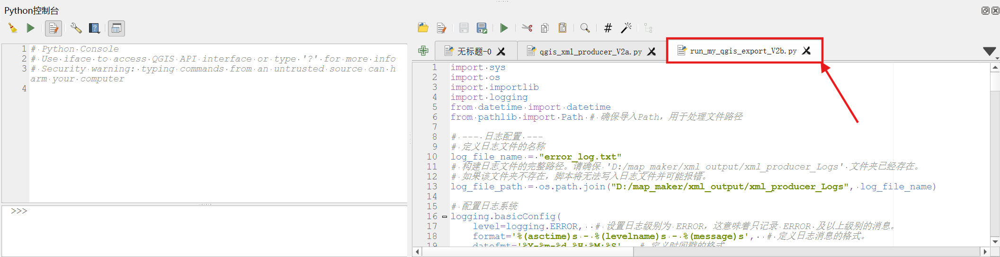 Python控制台
1 # Python Console
2 # Use iface to access QGIS API interface or type '?' for more info
3 # Security warning: typing commands from an untrusted source can h
arm your computer
4
>>>
无标题-0
qgis_xml_producer_V2a.py
run_my_qgis_export_V2b.py
1 import sys
2 import os
3 import importlib
4 import logging
5 from datetime import datetime
6 from pathlib import Path # 确保导入Path，用于处理文件路径
7
8 # --- 日志配置 ---
9 # 定义日志文件的名称
10 log_file_name = "error_log.txt"
11 # 构建日志文件的完整路径。请确保 'D:/map_maker/xml_output/xml_producer_Logs' 文件夹已经存在。
12 # 如果该文件夹不存在，脚本将无法写入日志文件并可能报错。
13 log_file_path = os.path.join("D:/map_maker/xml_output/xml_producer_Logs", log_file_name)
14
15 # 配置日志系统
16 logging.basicConfig(
17     level=logging.ERROR,  # 设置日志级别为 ERROR，这意味着只记录 ERROR 及以上级别的消息。
18     format='%(asctime)s - %(levelname)s - %(message)s',  # 定义日志消息的格式。
19     datefmt='%Y-%m-%d %H:%M:%S'  # 定义时间戳的格式